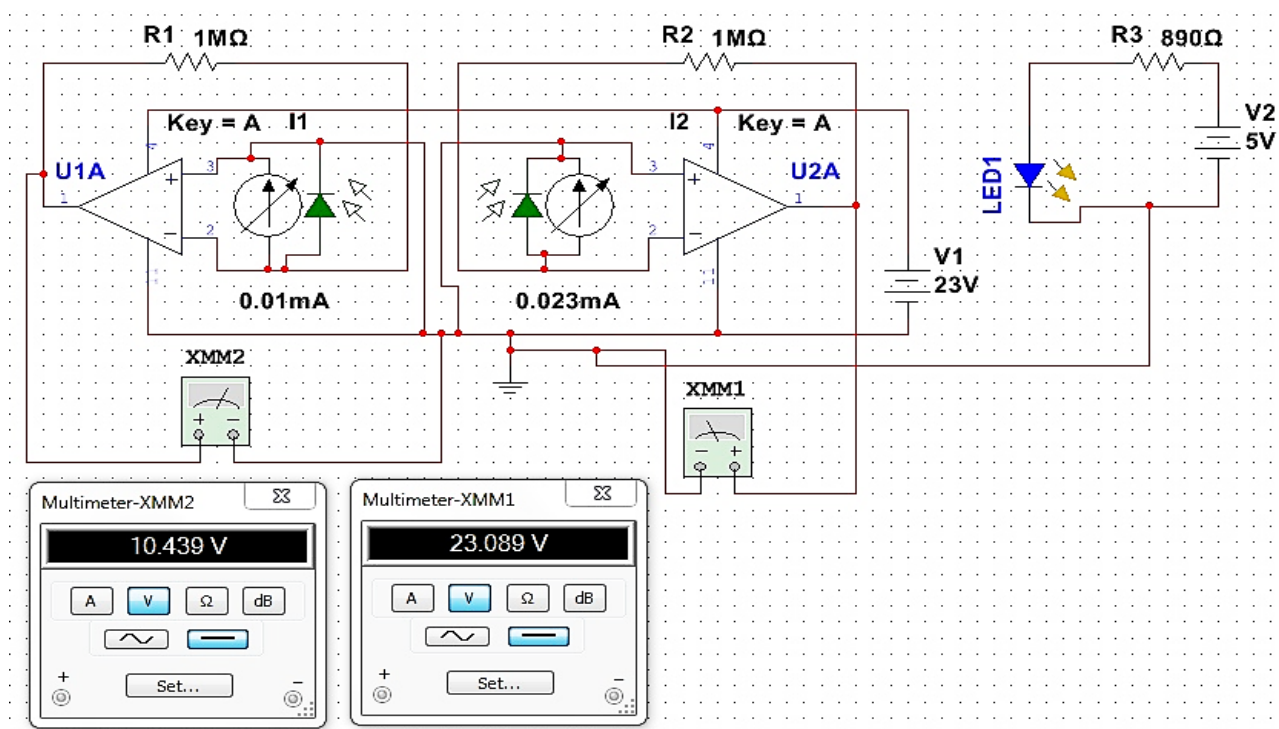 R1 1MΩ
R2 1MΩ
R3 890Ω
V2
5V
Key = A I1
I2 Key = A
U1A
U2A
LED1
4
3
+
1
−
2
11
4
3
+
1
−
2
11
V1
23V
0.01mA
0.023mA
XMM2
+ −
XMM1
− +
Multimeter-XMM2
10.439 V
A V Ω dB
+ Set... −
Multimeter-XMM1
23.089 V
A V Ω dB
+ Set... −